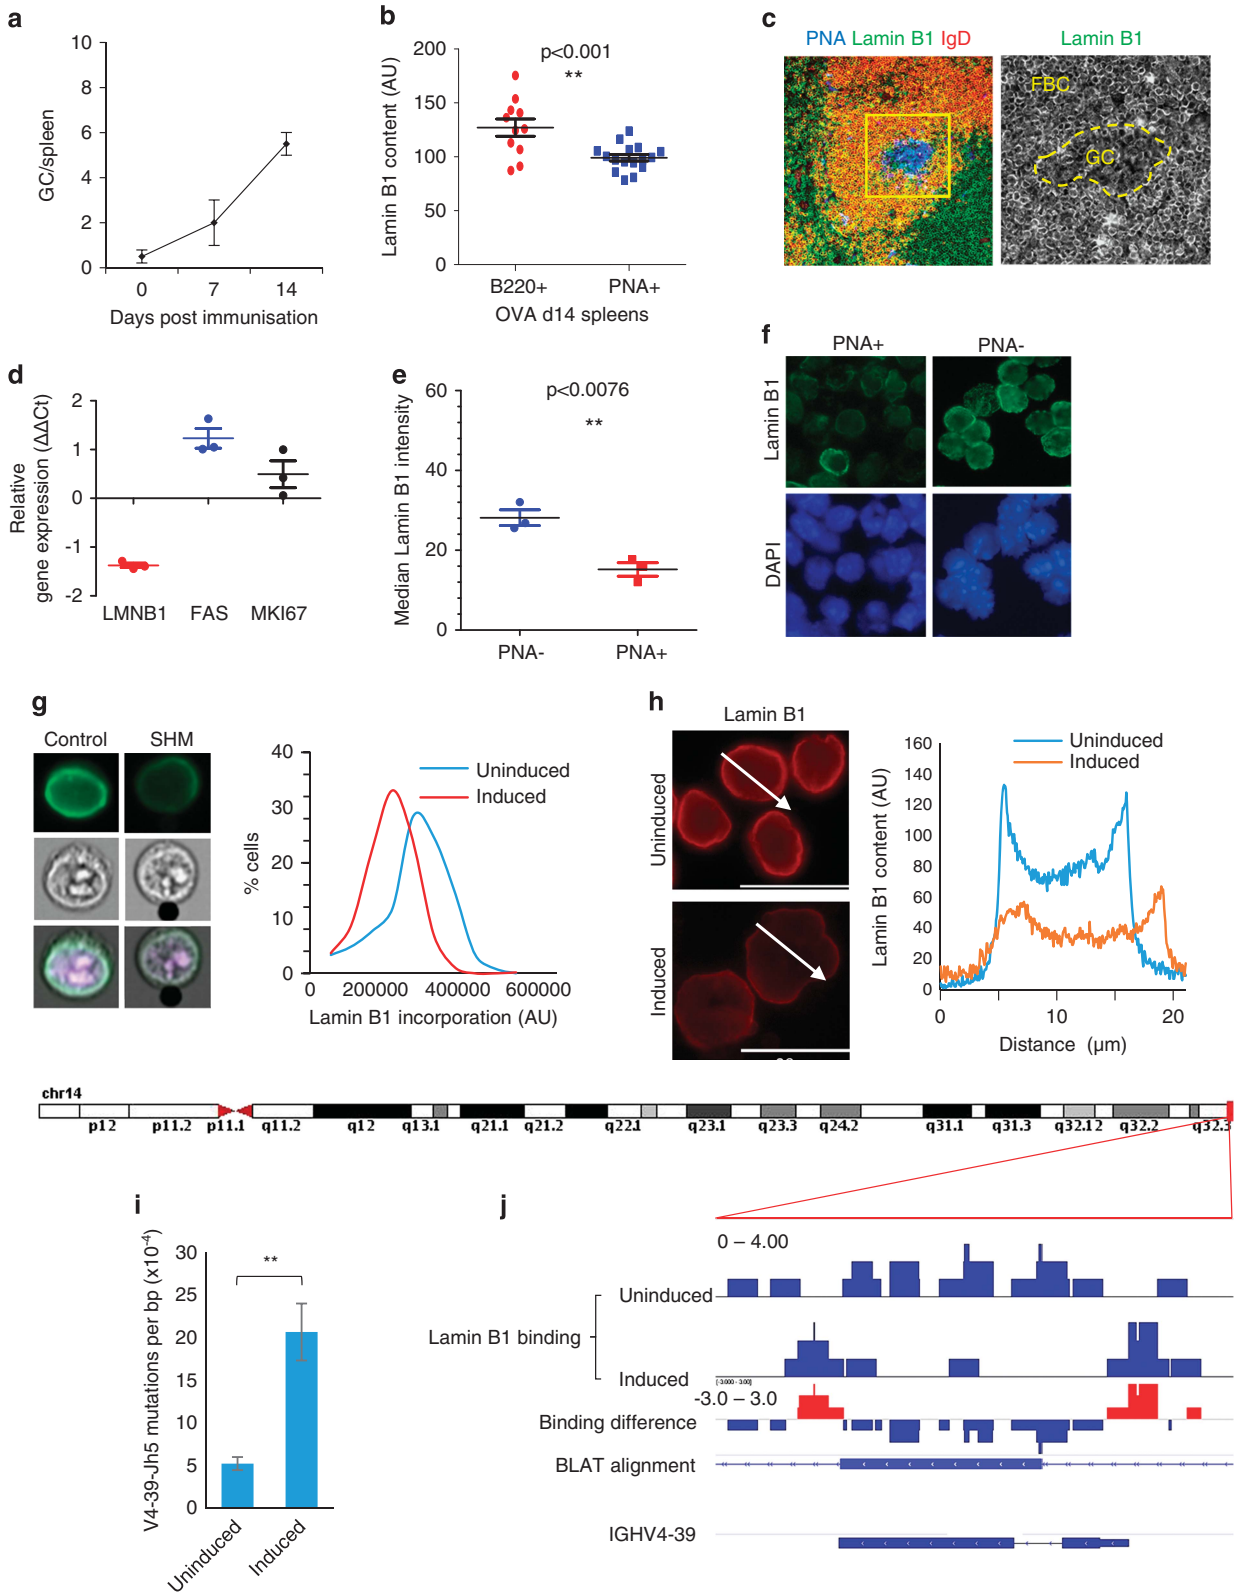 a
10
8
6
4
2
0
GC/spleen
0 7 14
Days post immunisation
b
200
150
100
50
0
Lamin B1 content (AU)
p<0.001
**
B220+ PNA+
OVA d14 spleens
c
PNA Lamin B1 IgD
Lamin B1
FBC
GC
d
2
1
0
-1
-2
Relative
gene expression (ΔΔCt)
LMNB1 FAS MKI67
e
60
40
20
0
Median Lamin B1 intensity
p<0.0076
**
PNA- PNA+
f
PNA+ PNA-
Lamin B1
DAPI
g
Control SHM
40
30
20
10
0
% cells
Uninduced
Induced
0 200000 400000 600000
Lamin B1 incorporation (AU)
h
Lamin B1
Uninduced
Induced
160
140
120
100
80
60
40
20
0
Lamin B1 content (AU)
Uninduced
Induced
0 10 20
Distance (µm)
chr14
p12 p11.2 p11.1 q11.2 q12 q13.1 q21.1 q21.2 q22.1 q23.1 q23.3 q24.2 q31.1 q31.3 q32.12 q32.2 q32.3
i
30
25
20
15
10
5
0
V4-39-Jh5 mutations per bp (x10⁻⁴)
**
Uninduced
Induced
j
0 – 4.00
Uninduced
Lamin B1 binding
Induced
[-3.000 - 3.00]
-3.0 – 3.0
Binding difference
BLAT alignment
IGHV4-39